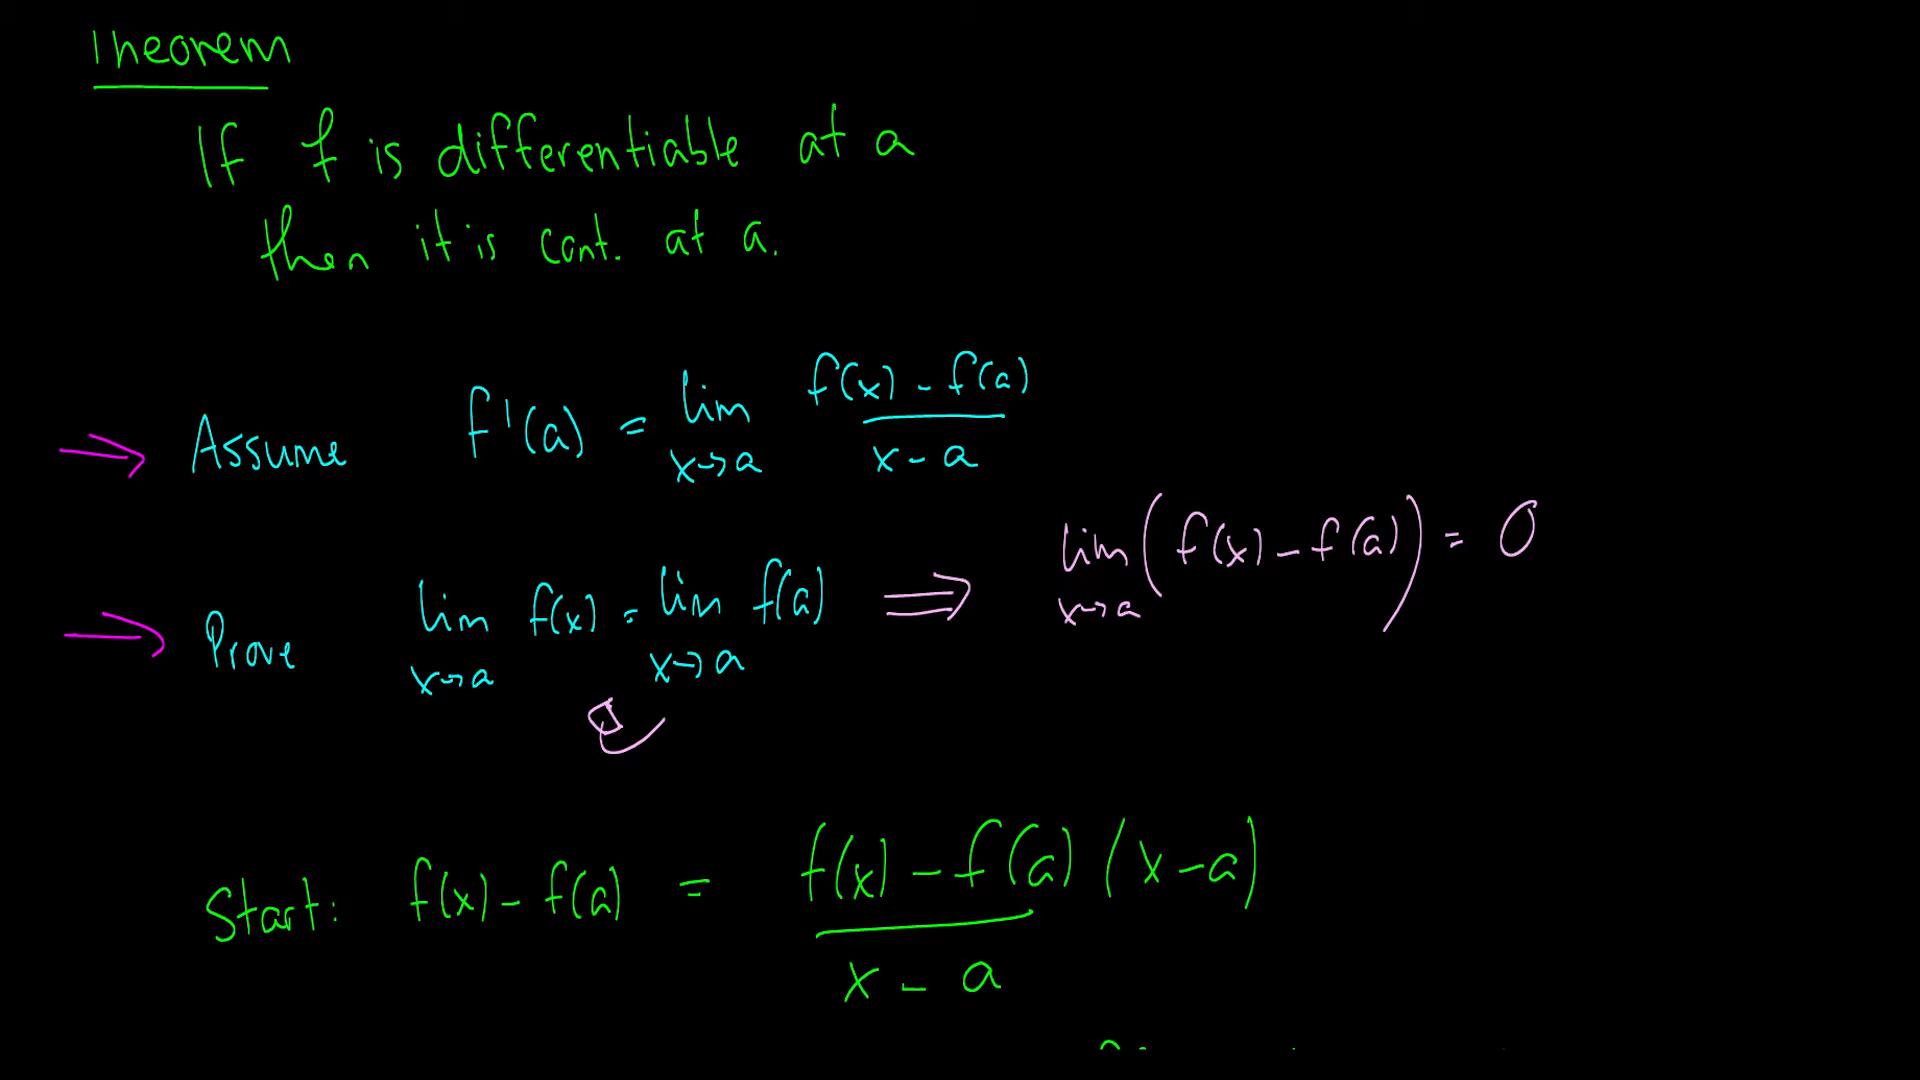 Theorem
If f is differentiable at a
then it is cont. at a.
Assume f'(a) = lim x→a (f(x) - f(a)) / (x - a)
Prove lim x→a f(x) = lim x→a f(a) ⇒ lim x→a (f(x) - f(a)) = 0
Start: f(x) - f(a) = f(x) - f(a) / x - a (x - a)